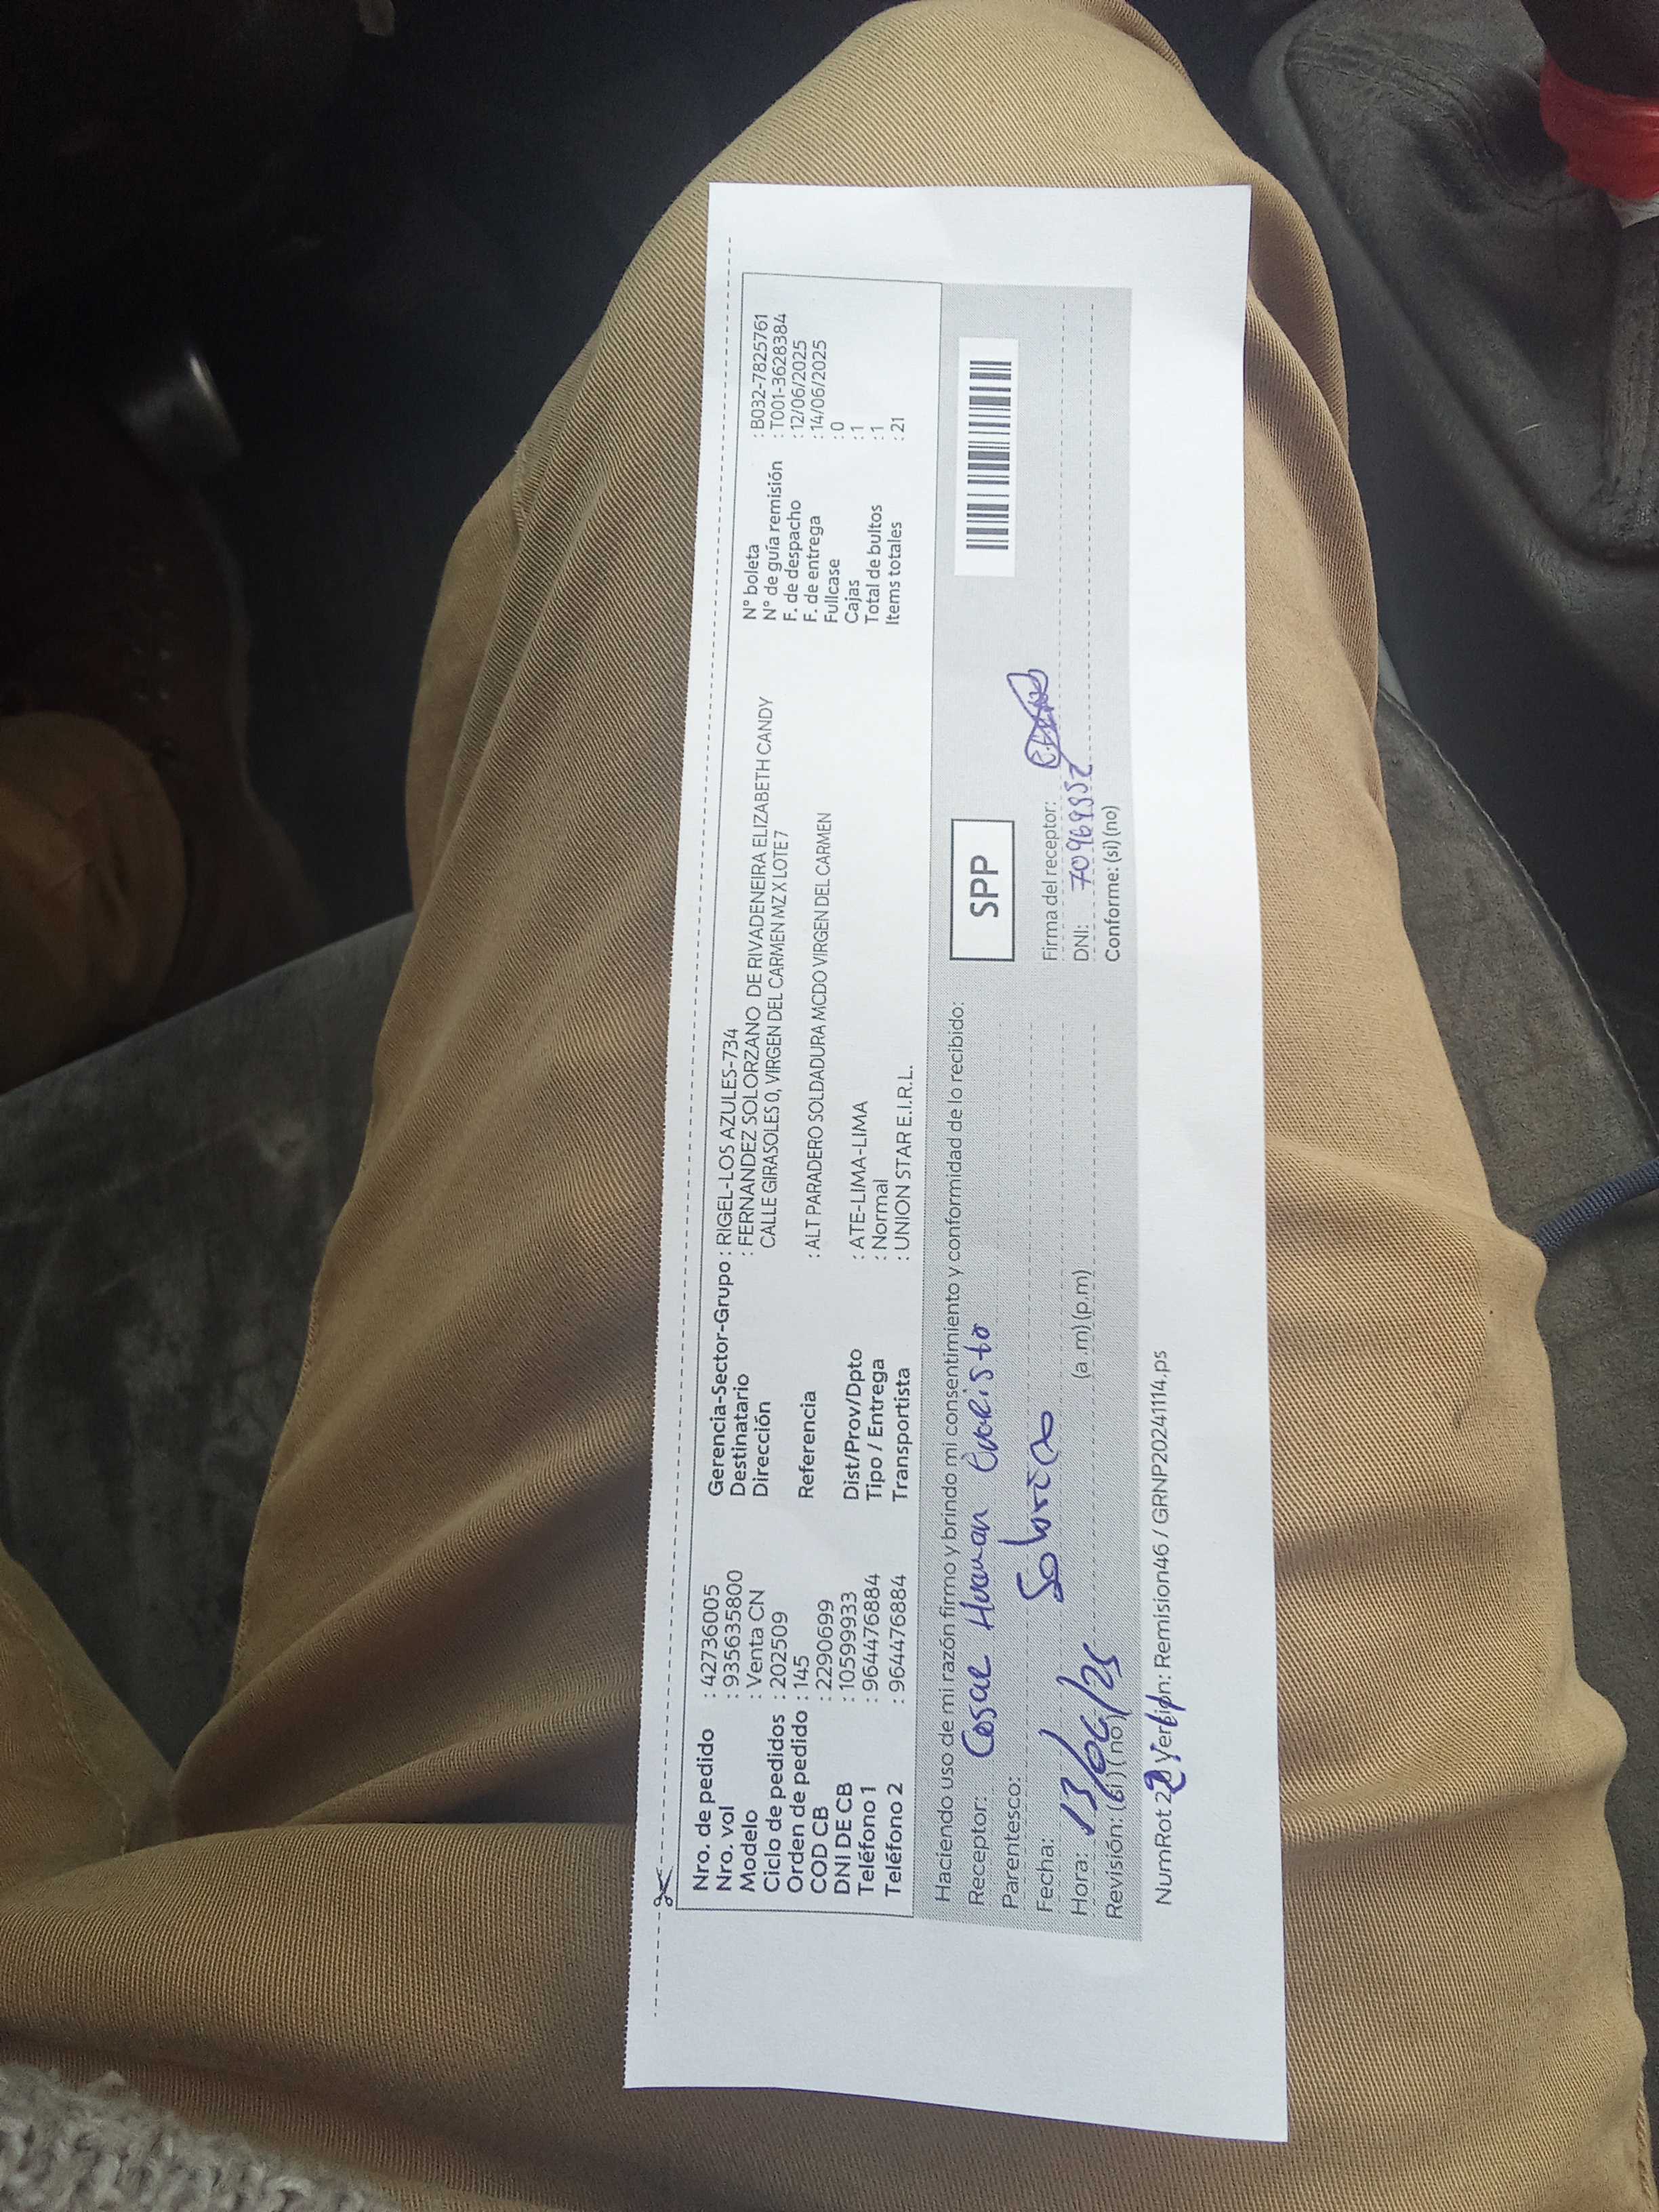 Nro. de pedido : 42736005
Nro. val : 935635800
Modelo : Venta CN
Ciclo de pedidos : 202509
Orden de pedido : 145
COD CB : 2290699
DNI DE CB : 10599933
Teléfono 1 : 964476884
Teléfono 2 : 964476884
Gerencia-Sector-Grupo : RIGEL-LOS AZULES-734
Destinatario : FERNANDEZ SOLORZANO DE RIVADENEIRA ELIZABETH CANDY
Dirección CALLE GIRASOLES 0, VIRGEN DEL CARMEN MZ X LOTE 7
Referencia : ALT PARADERO SOLDADURA MCDO VIRGEN DEL CARMEN
Dist/Prov/Dpto : ATE-LIMA-LIMA
Tipo / Entrega : Normal
Transportista : UNION STAR E.I.R.L.
N° boleta : B032-7825761
N° de guía remisión : T001-3628384
F. de despacho : 12/06/2025
F. de entrega : 14/06/2025
Fullcase : 0
Cajas : 1
Total de bultos : 1
Items totales : 21
Haciendo uso de mi razón firmo y brindo mi consentimiento y conformidad de lo recibido:
Receptor: Cesar Huaman Evaristo
Parentesco: Sobrino
Fecha: 13/06/25
Hora: (a .m) (p.m)
Revisión: (si) ( no )
SPP
Firma del receptor:
DNI: 70969352
Conforme: (si) (no)
: Remision46 / GRNP20241114.ps